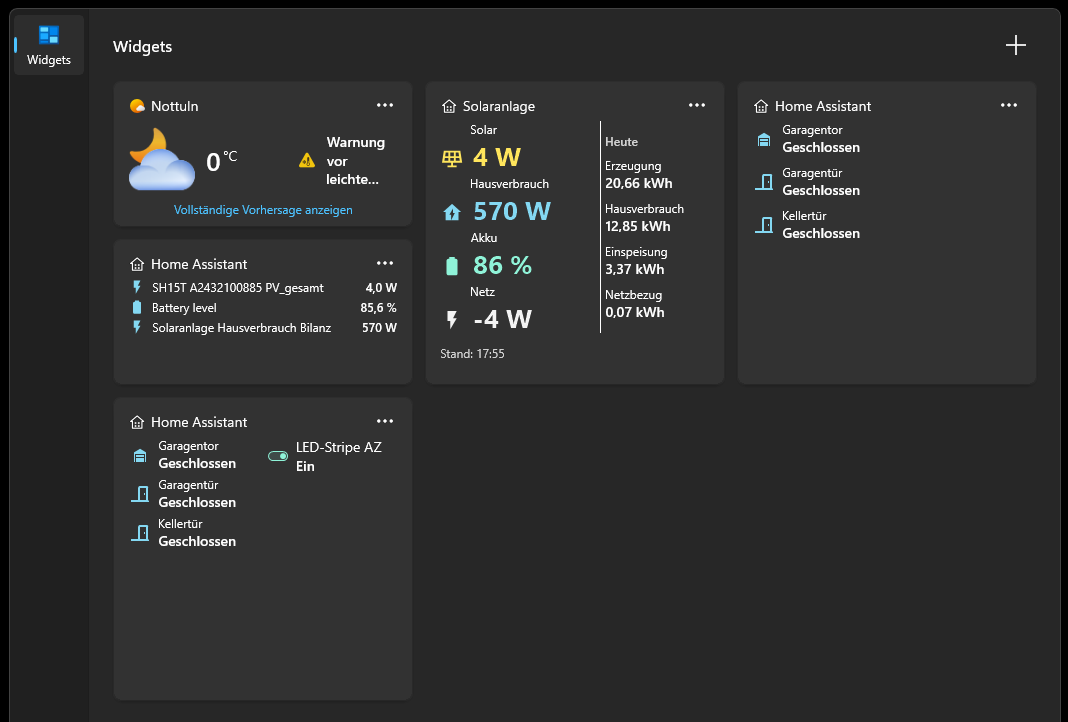 Widgets
Widgets
Nottuln
0 °C
Warnung
vor
leichte...
Vollständige Vorhersage anzeigen
Home Assistant
SH15T A2432100885 PV_gesamt 4,0 W
Battery level 85,6 %
Solaranlage Hausverbrauch Bilanz 570 W
Solaranlage
Solar
4 W
Hausverbrauch
570 W
Akku
86 %
Netz
-4 W
Stand: 17:55
Heute
Erzeugung
20,66 kWh
Hausverbrauch
12,85 kWh
Einspeisung
3,37 kWh
Netzbezug
0,07 kWh
Home Assistant
Garagentor
Geschlossen
Garagentür
Geschlossen
Kellertür
Geschlossen
Home Assistant
Garagentor
Geschlossen
Garagentür
Geschlossen
Kellertür
Geschlossen
LED-Stripe AZ
Ein